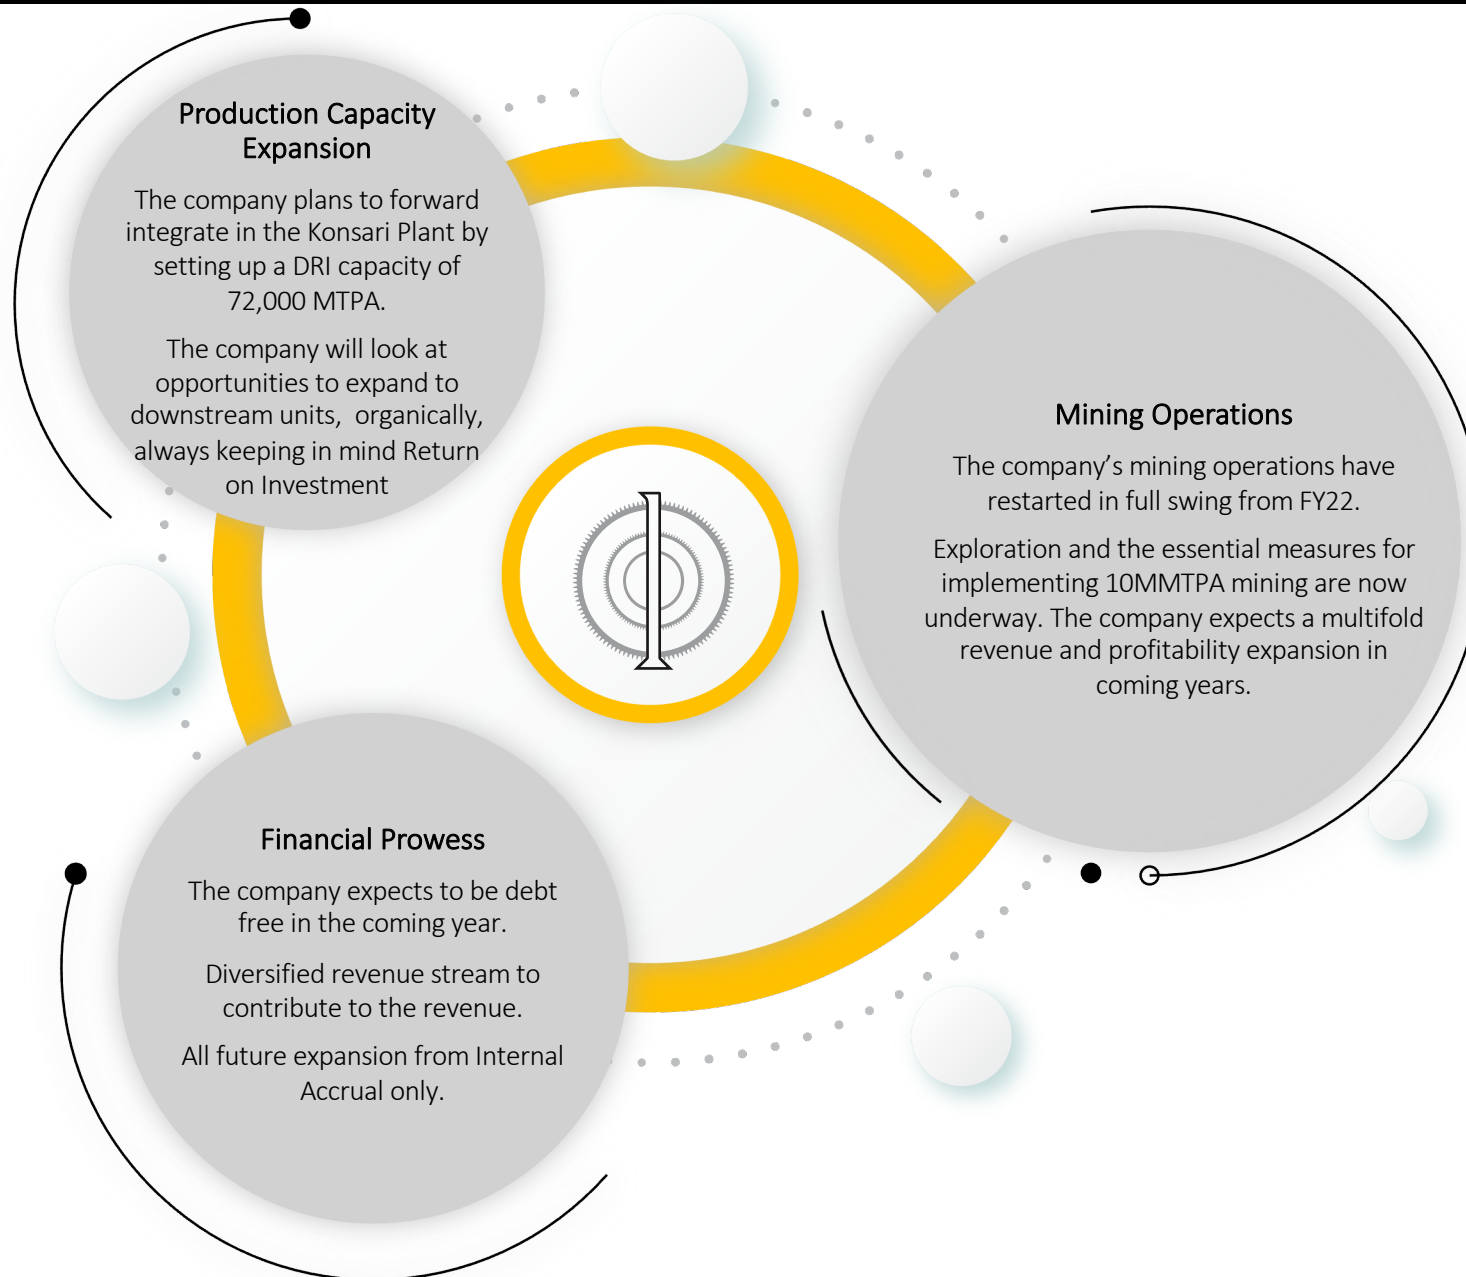 Production Capacity
Expansion
The company plans to forward
integrate in the Konsari Plant by
setting up a DRI capacity of
72,000 MTPA.
The company will look at
opportunities to expand to
downstream units, organically,
always keeping in mind Return
on Investment
Mining Operations
The company’s mining operations have
restarted in full swing from FY22.
Exploration and the essential measures for
implementing 10MMTPA mining are now
underway. The company expects a multifold
revenue and profitability expansion in
coming years.
Financial Prowess
The company expects to be debt
free in the coming year.
Diversified revenue stream to
contribute to the revenue.
All future expansion from Internal
Accrual only.